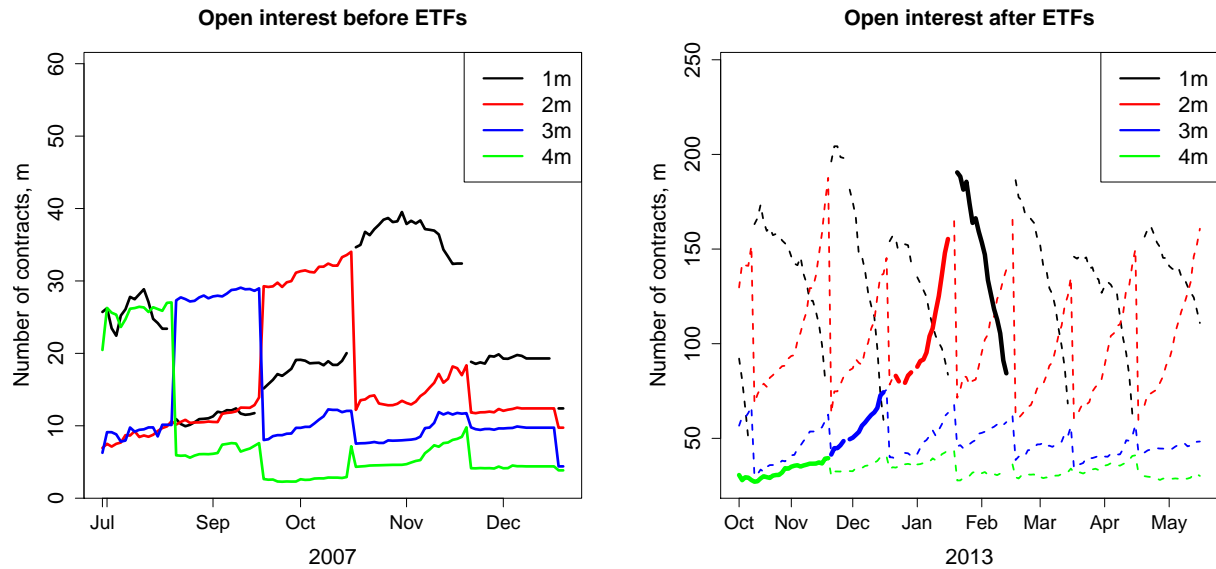 Open interest before ETFs
Number of contracts, m
0
10
20
30
40
50
60
Jul
Sep
Oct
Nov
Dec
2007
1m
2m
3m
4m
Open interest after ETFs
Number of contracts, m
50
100
150
200
250
Oct
Nov
Dec
Jan
Feb
Mar
Apr
May
2013
1m
2m
3m
4m